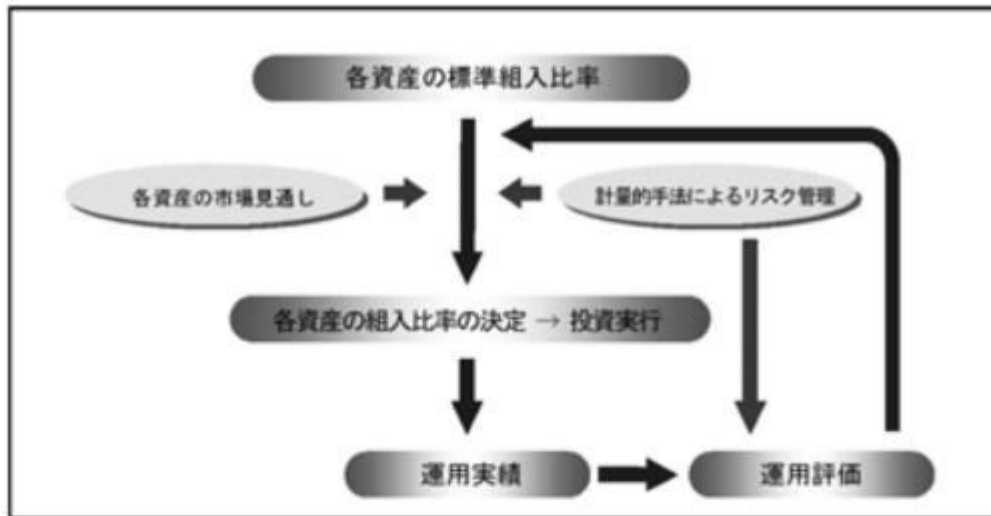 各資産の標準組入比率
各資産の市場見通し
計量的手法によるリスク管理
各資産の組入比率の決定 → 投資実行
運用実績
運用評価